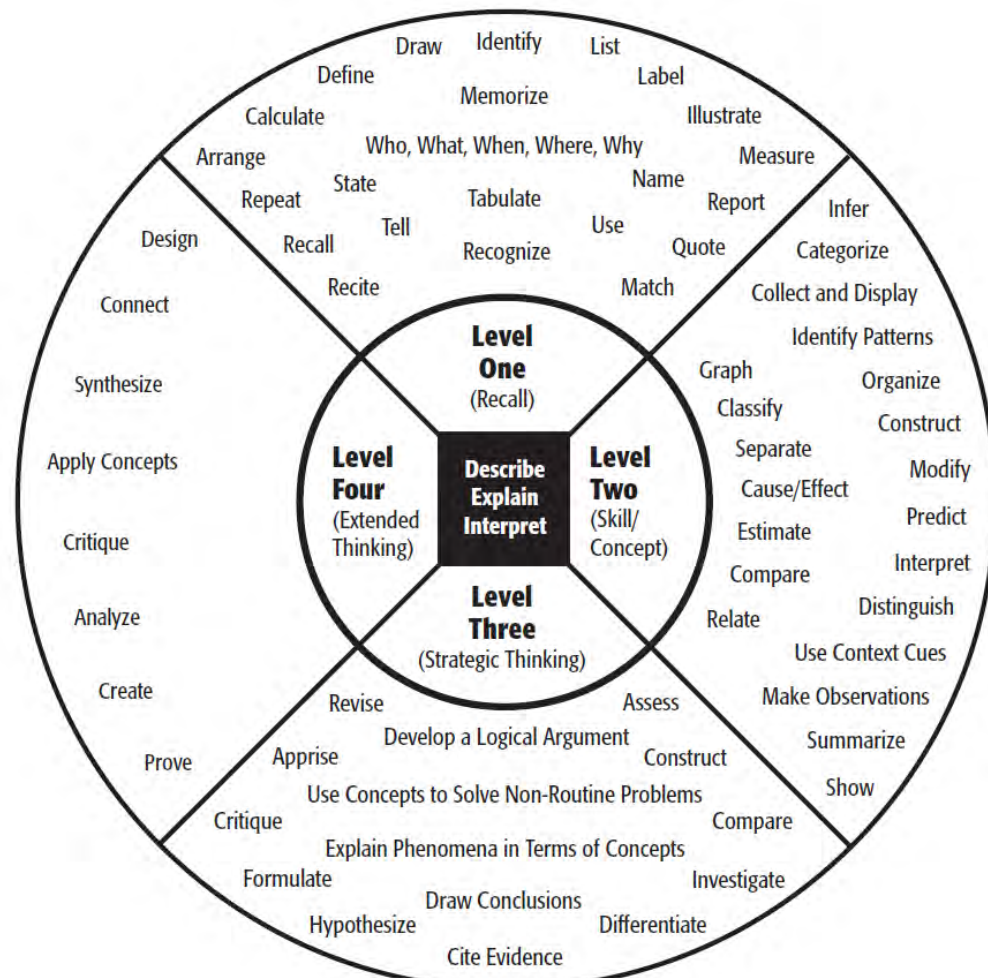 Draw
Identify
List
Define
Label
Memorize
Calculate
Illustrate
Who, What, When, Where, Why
Arrange
Measure
State
Name
Repeat
Tabulate
Report
Tell
Use
Recall
Recognize
Quote
Recite
Match
Level
One
(Recall)
Infer
Categorize
Collect and Display
Identify Patterns
Graph
Organize
Classify
Construct
Separate
Modify
Cause/Effect
Predict
Estimate
Interpret
Compare
Distinguish
Relate
Use Context Cues
Make Observations
Summarize
Show
Level
Two
(Skill/
Concept)
Describe
Explain
Interpret
Level
Three
(Strategic Thinking)
Revise
Assess
Develop a Logical Argument
Apprise
Construct
Use Concepts to Solve Non-Routine Problems
Critique
Compare
Explain Phenomena in Terms of Concepts
Formulate
Investigate
Draw Conclusions
Hypothesize
Differentiate
Cite Evidence
Level
Four
(Extended
Thinking)
Design
Connect
Synthesize
Apply Concepts
Critique
Analyze
Create
Prove